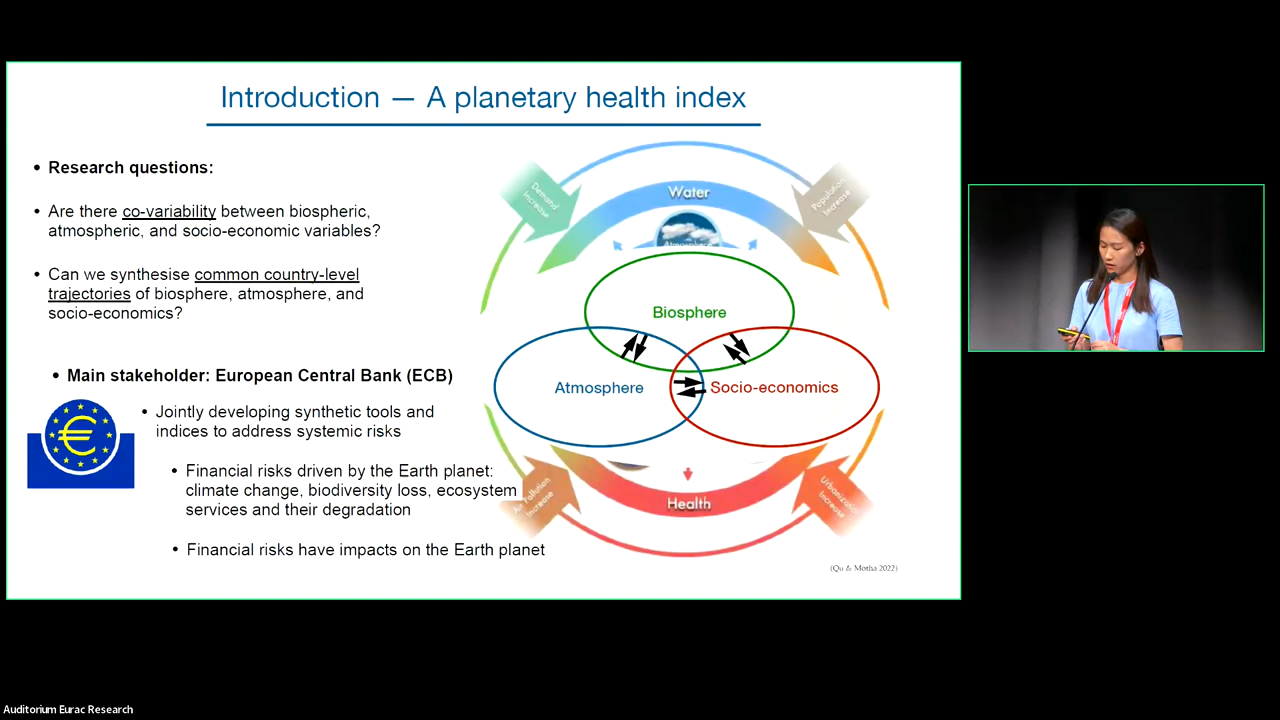 Introduction — A planetary health index
• Research questions:
• Are there co-variability between biospheric,
atmospheric, and socio-economic variables?
• Can we synthesise common country-level
trajectories of biosphere, atmosphere, and
socio-economics?
• Main stakeholder: European Central Bank (ECB)
• Jointly developing synthetic tools and
indices to address systemic risks
• Financial risks driven by the Earth planet:
climate change, biodiversity loss, ecosystem
services and their degradation
• Financial risks have impacts on the Earth planet
Demand
Increase
Water
Population
Increase
Atmosphere
Biosphere
Atmosphere
Socio-economics
Air Pollution
Increase
Health
Urbanization
Increase
(Qu & Motha 2022)
Auditorium Eurac Research